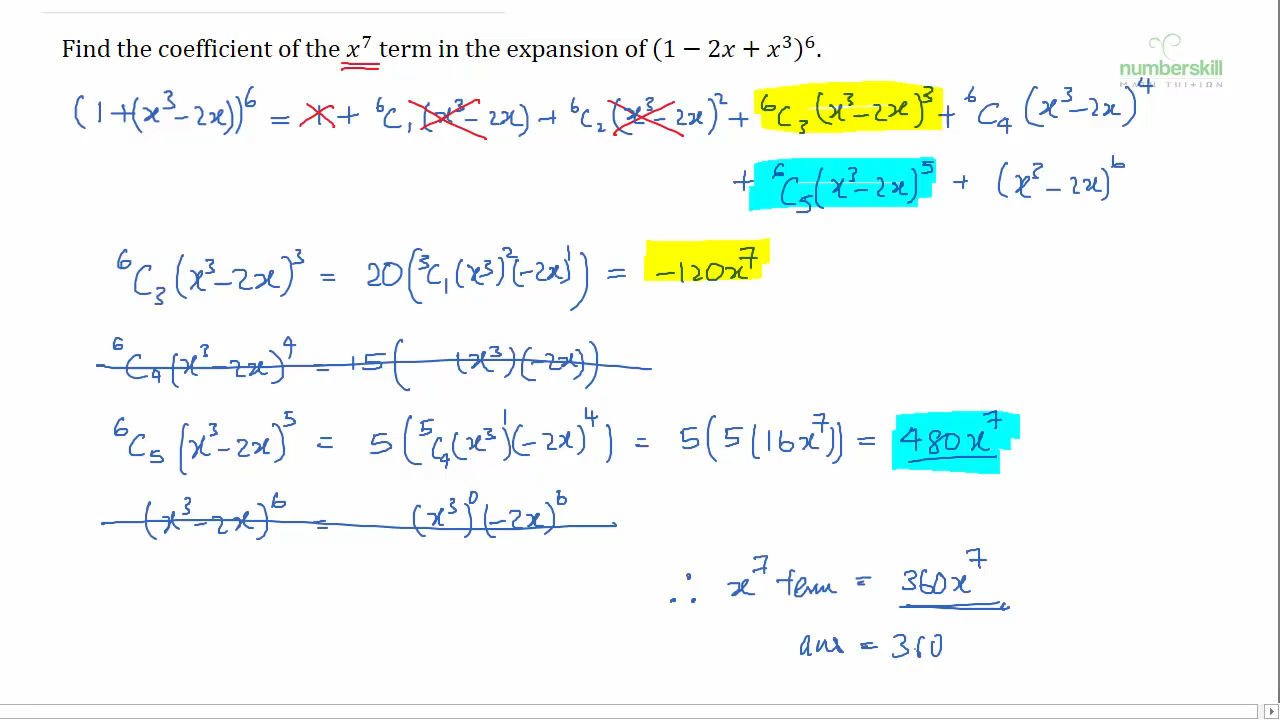 Find the coefficient of the x⁷ term in the expansion of (1 − 2x + x³)⁶.
numberskill
MATH TUITION
(1+(x³−2x))⁶ = 1 + ⁶C₁(x³−2x) + ⁶C₂(x³−2x)² + ⁶C₃(x³−2x)³ + ⁶C₄(x³−2x)⁴
+ ⁶C₅(x³−2x)⁵ + (x³−2x)⁶
⁶C₃(x³−2x)³ = 20(³C₁(x³)²(−2x)¹) = −120x⁷
⁶C₄(x³−2x)⁴ = 15( (x³)(−2x))
⁶C₅(x³−2x)⁵ = 5(⁵C₄(x³)¹(−2x)⁴) = 5(5(16x⁷)) = 480x⁷
(x³−2x)⁶ = (x³)⁰(−2x)⁶
∴ x⁷ term = 360x⁷
ans = 360